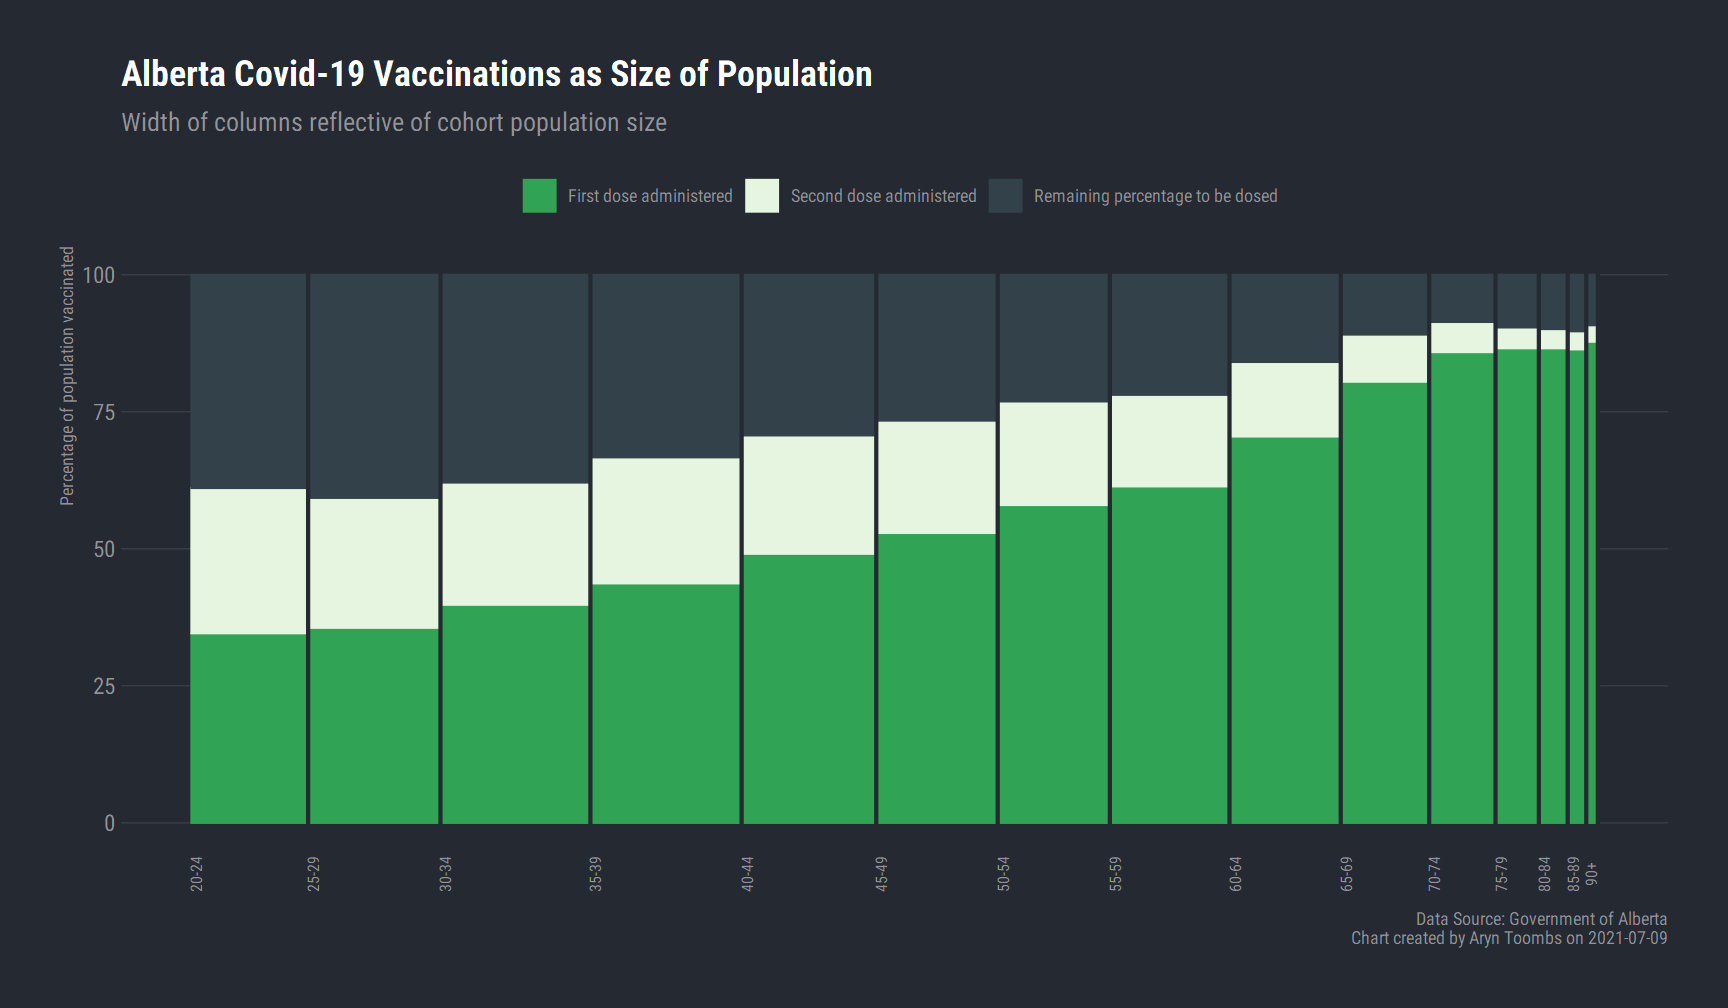 Alberta Covid-19 Vaccinations as Size of Population
Width of columns reflective of cohort population size
First dose administered
Second dose administered
Remaining percentage to be dosed
Percentage of population vaccinated
100
75
50
25
0
20-24
25-29
30-34
35-39
40-44
45-49
50-54
55-59
60-64
65-69
70-74
75-79
80-84
85-89
90+
Data Source: Government of Alberta
Chart created by Aryn Toombs on 2021-07-09